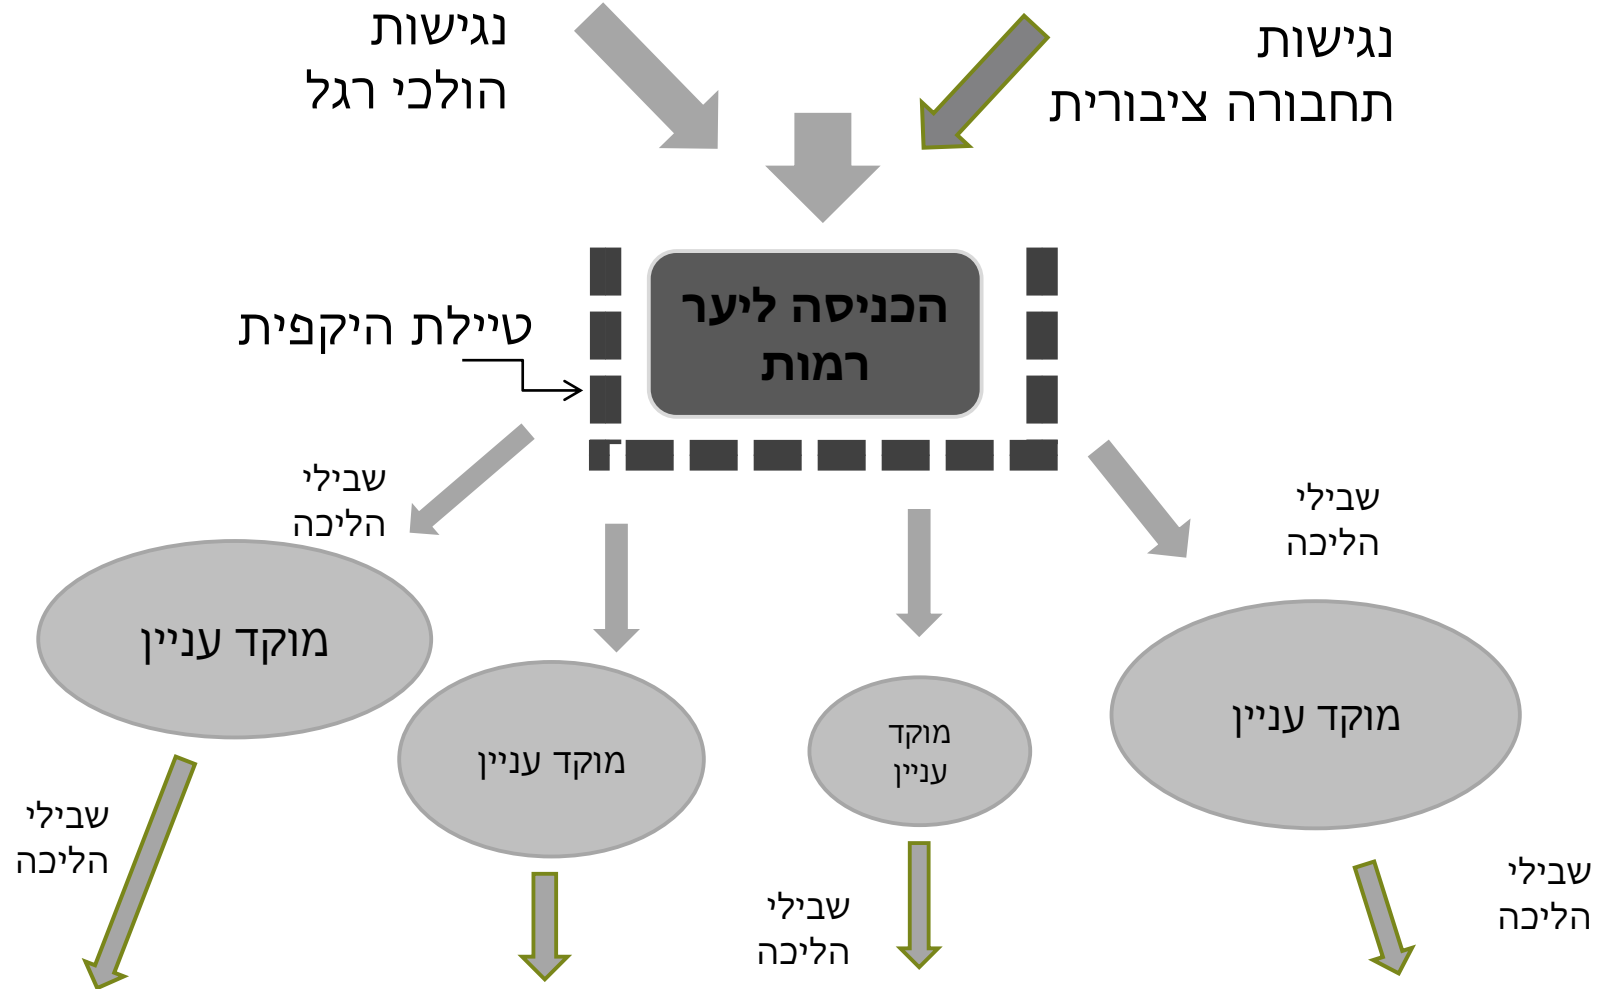 נגישות
תחבורה ציבורית
נגישות
הולכי רגל
הכניסה ליער
רמות
טיילת היקפית
שבילי
הליכה
שבילי
הליכה
מוקד עניין
מוקד
עניין
מוקד עניין
מוקד עניין
שבילי
הליכה
שבילי
הליכה
שבילי
הליכה